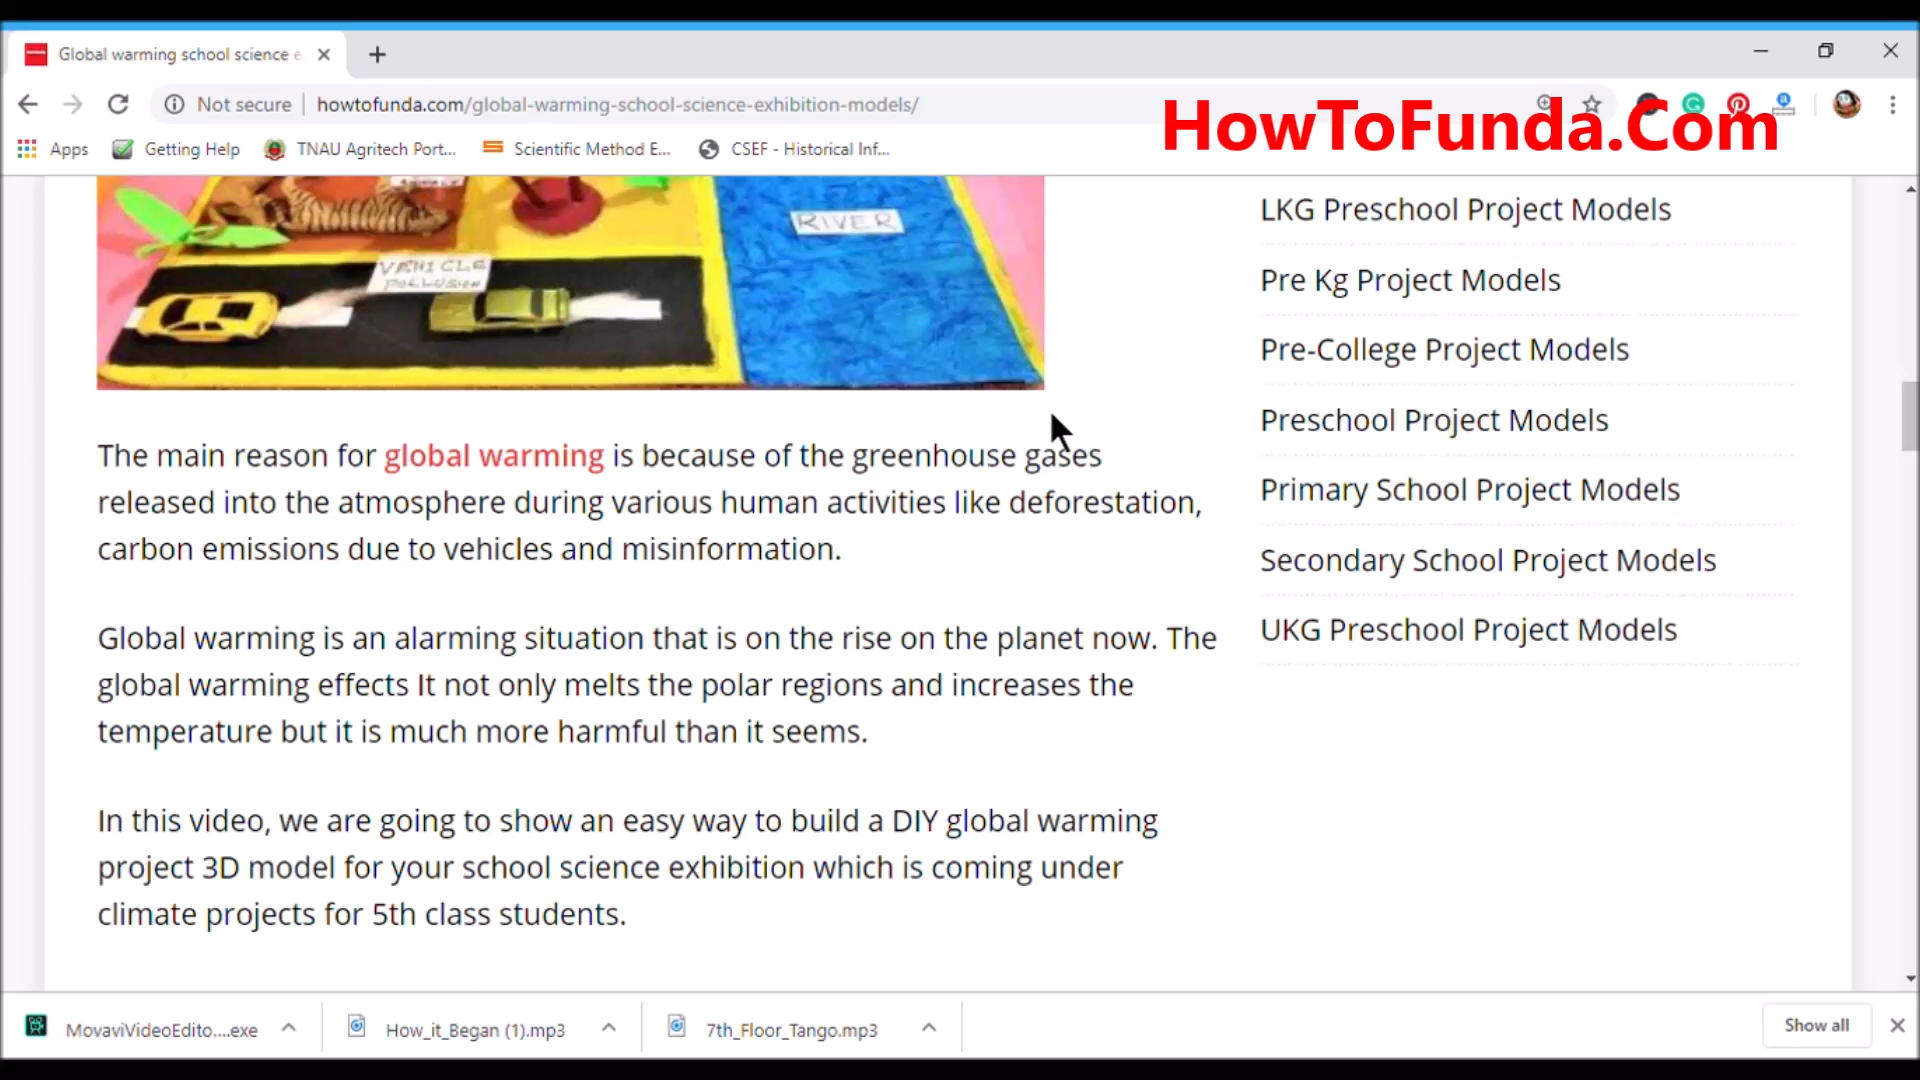 Global warming school science e
Not secure
howtofunda.com/global-warming-school-science-exhibition-models/
HowToFunda.Com
Apps
Getting Help
TNAU Agritech Port...
Scientific Method E...
CSEF - Historical Inf...
RIVER
VEHICLE
POLLUSION
LKG Preschool Project Models
Pre Kg Project Models
Pre-College Project Models
Preschool Project Models
Primary School Project Models
Secondary School Project Models
UKG Preschool Project Models
The main reason for global warming is because of the greenhouse gases
released into the atmosphere during various human activities like deforestation,
carbon emissions due to vehicles and misinformation.
Global warming is an alarming situation that is on the rise on the planet now. The
global warming effects It not only melts the polar regions and increases the
temperature but it is much more harmful than it seems.
In this video, we are going to show an easy way to build a DIY global warming
project 3D model for your school science exhibition which is coming under
climate projects for 5th class students.
MovaviVideoEdito....exe
How_it_Began (1).mp3
7th_Floor_Tango.mp3
Show all